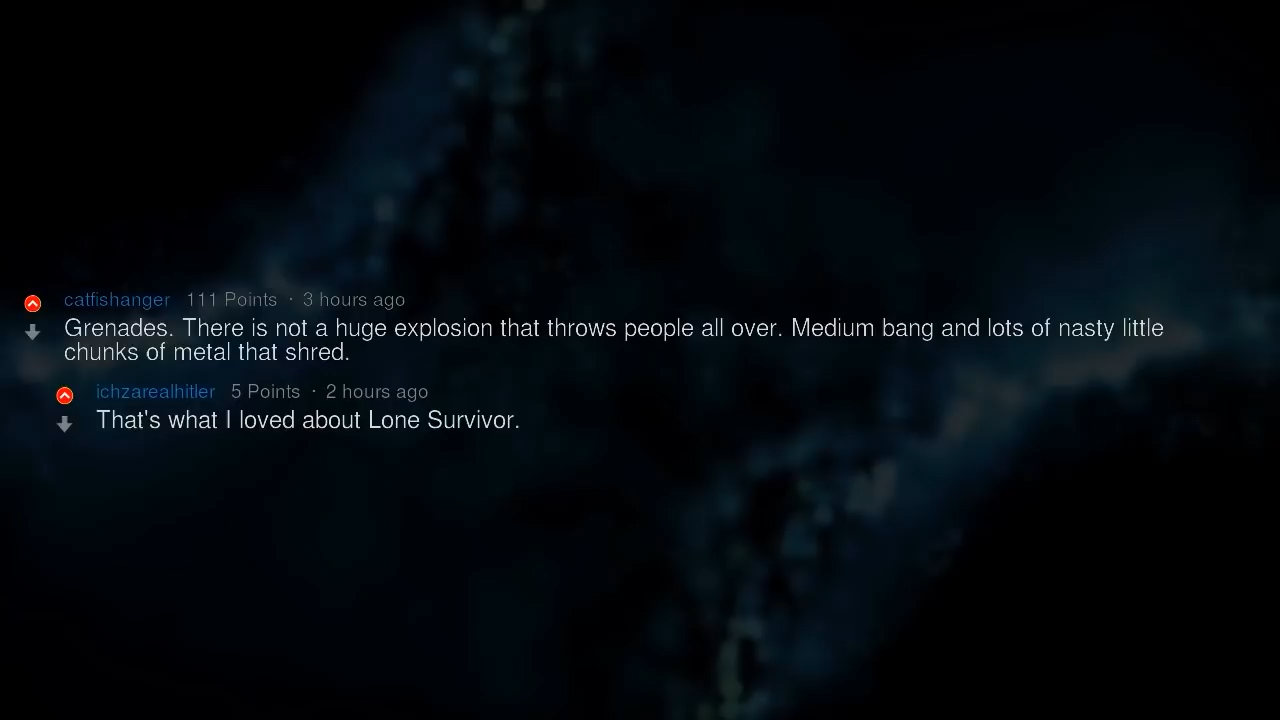 catfishanger 111 Points · 3 hours ago
Grenades. There is not a huge explosion that throws people all over. Medium bang and lots of nasty little
chunks of metal that shred.
ichzarealhitler 5 Points · 2 hours ago
That's what I loved about Lone Survivor.